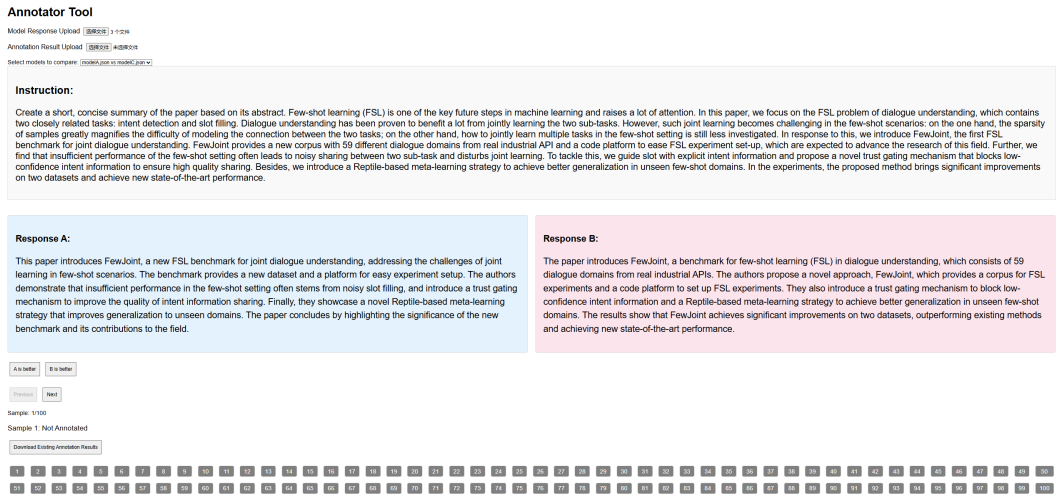 Annotator Tool
Model Response Upload 选择文件 3 个文件
Annotation Result Upload 选择文件 未选择文件
Select models to compare: modelA.json vs modelC.json
Instruction:
Create a short, concise summary of the paper based on its abstract. Few-shot learning (FSL) is one of the key future steps in machine learning and raises a lot of attention. In this paper, we focus on the FSL problem of dialogue understanding, which contains
two closely related tasks: intent detection and slot filling. Dialogue understanding has been proven to benefit a lot from jointly learning the two sub-tasks. However, such joint learning becomes challenging in the few-shot scenarios: on the one hand, the sparsity
of samples greatly magnifies the difficulty of modeling the connection between the two tasks; on the other hand, how to jointly learn multiple tasks in the few-shot setting is still less investigated. In response to this, we introduce FewJoint, the first FSL
benchmark for joint dialogue understanding. FewJoint provides a new corpus with 59 different dialogue domains from real industrial API and a code platform to ease FSL experiment set-up, which are expected to advance the research of this field. Further, we
find that insufficient performance of the few-shot setting often leads to noisy sharing between two sub-task and disturbs joint learning. To tackle this, we guide slot with explicit intent information and propose a novel trust gating mechanism that blocks low-
confidence intent information to ensure high quality sharing. Besides, we introduce a Reptile-based meta-learning strategy to achieve better generalization in unseen few-shot domains. In the experiments, the proposed method brings significant improvements
on two datasets and achieve new state-of-the-art performance.
Response A:
This paper introduces FewJoint, a new FSL benchmark for joint dialogue understanding, addressing the challenges of joint
learning in few-shot scenarios. The benchmark provides a new dataset and a platform for easy experiment setup. The authors
demonstrate that insufficient performance in the few-shot setting often stems from noisy slot filling, and introduce a trust gating
mechanism to improve the quality of intent information sharing. Finally, they showcase a novel Reptile-based meta-learning
strategy that improves generalization to unseen domains. The paper concludes by highlighting the significance of the new
benchmark and its contributions to the field.
Response B:
The paper introduces FewJoint, a benchmark for few-shot learning (FSL) in dialogue understanding, which consists of 59
dialogue domains from real industrial APIs. The authors propose a novel approach, FewJoint, which provides a corpus for FSL
experiments and a code platform to set up FSL experiments. They also introduce a trust gating mechanism to block low-
confidence intent information and a Reptile-based meta-learning strategy to achieve better generalization in unseen few-shot
domains. The results show that FewJoint achieves significant improvements on two datasets, outperforming existing methods
and achieving new state-of-the-art performance.
A is better B is better
Previous Next
Sample: 1/100
Sample 1: Not Annotated
Download Existing Annotation Results
1 2 3 4 5 6 7 8 9 10 11 12 13 14 15 16 17 18 19 20 21 22 23 24 25 26 27 28 29 30 31 32 33 34 35 36 37 38 39 40 41 42 43 44 45 46 47 48 49 50
51 52 53 54 55 56 57 58 59 60 61 62 63 64 65 66 67 68 69 70 71 72 73 74 75 76 77 78 79 80 81 82 83 84 85 86 87 88 89 90 91 92 93 94 95 96 97 98 99 100